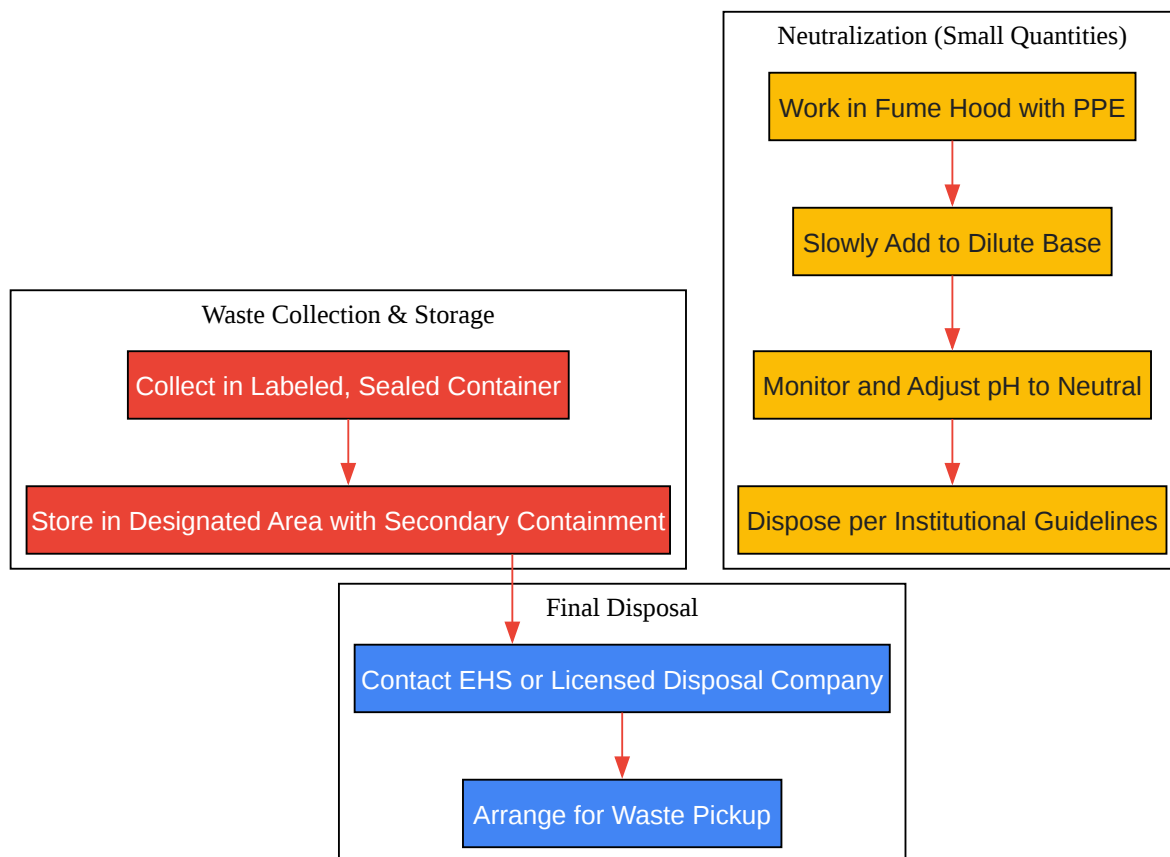 Neutralization (Small Quantities)
Work in Fume Hood with PPE
Slowly Add to Dilute Base
Monitor and Adjust pH to Neutral
Dispose per Institutional Guidelines
Waste Collection & Storage
Collect in Labeled, Sealed Container
Store in Designated Area with Secondary Containment
Final Disposal
Contact EHS or Licensed Disposal Company
Arrange for Waste Pickup